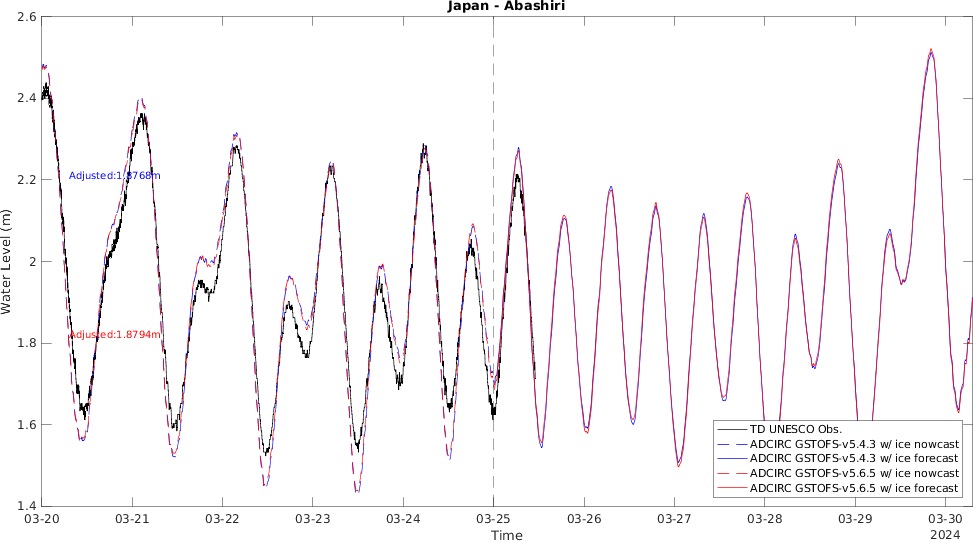 Japan - Abashiri
2.6
2.4
2.2
2
1.8
1.6
1.4
Water Level (m)
Adjusted:1.8768m
Adjusted:1.8794m
TD UNESCO Obs.
ADCIRC GSTOFS-v5.4.3 w/ ice nowcast
ADCIRC GSTOFS-v5.4.3 w/ ice forecast
ADCIRC GSTOFS-v5.6.5 w/ ice nowcast
ADCIRC GSTOFS-v5.6.5 w/ ice forecast
03-20 03-21 03-22 03-23 03-24 03-25 03-26 03-27 03-28 03-29 03-30
Time
2024